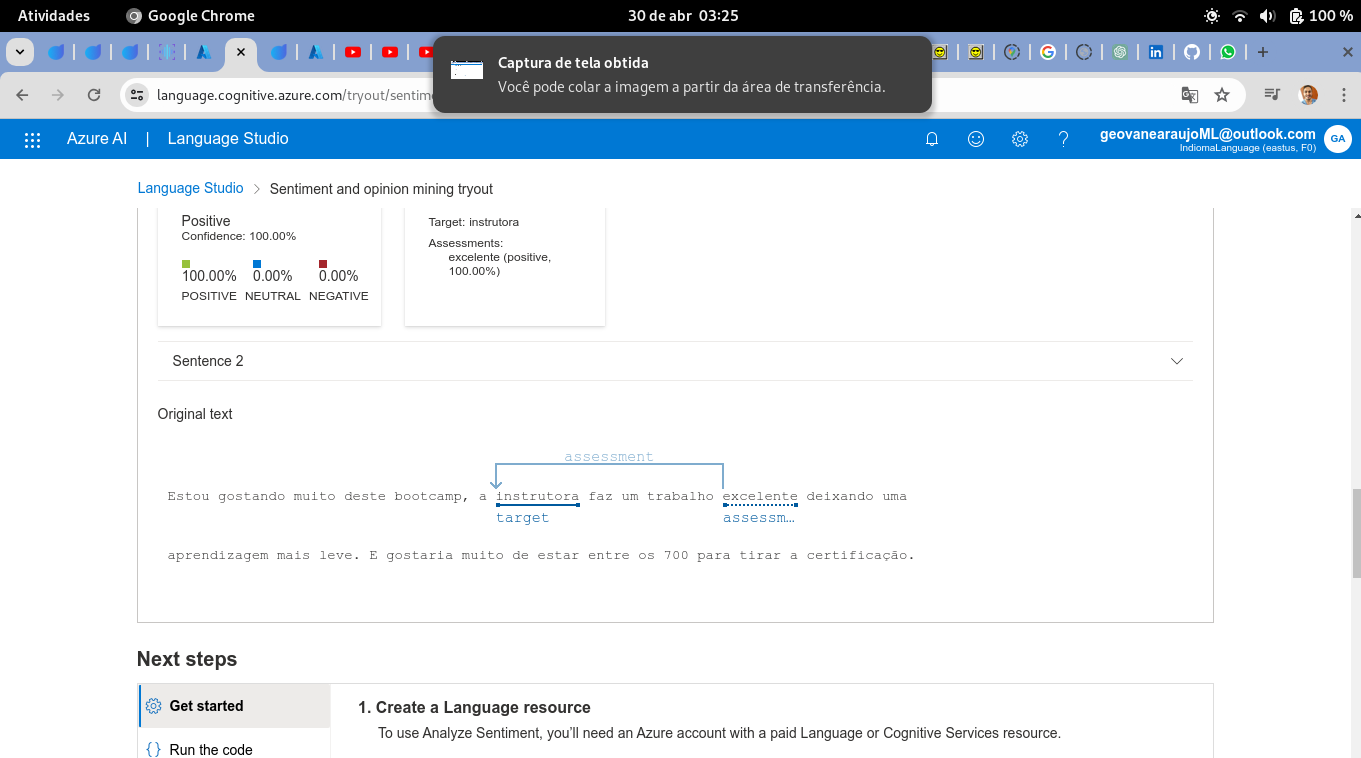 Atividades
Google Chrome
30 de abr 03:25
100 %
Captura de tela obtida
Você pode colar a imagem a partir da área de transferência.
language.cognitive.azure.com/tryout/sentime
Azure AI | Language Studio
geovanearaujoML@outlook.com
IndiomaLanguage (eastus, F0)
GA
Language Studio > Sentiment and opinion mining tryout
Positive
Confidence: 100.00%
100.00% 0.00% 0.00%
POSITIVE NEUTRAL NEGATIVE
Target: instrutora
Assessments:
excelente (positive,
100.00%)
Sentence 2
Original text
assessment
Estou gostando muito deste bootcamp, a instrutora faz um trabalho excelente deixando uma
target assessm…
aprendizagem mais leve. E gostaria muito de estar entre os 700 para tirar a certificação.
Next steps
Get started
{} Run the code
1. Create a Language resource
To use Analyze Sentiment, you’ll need an Azure account with a paid Language or Cognitive Services resource.